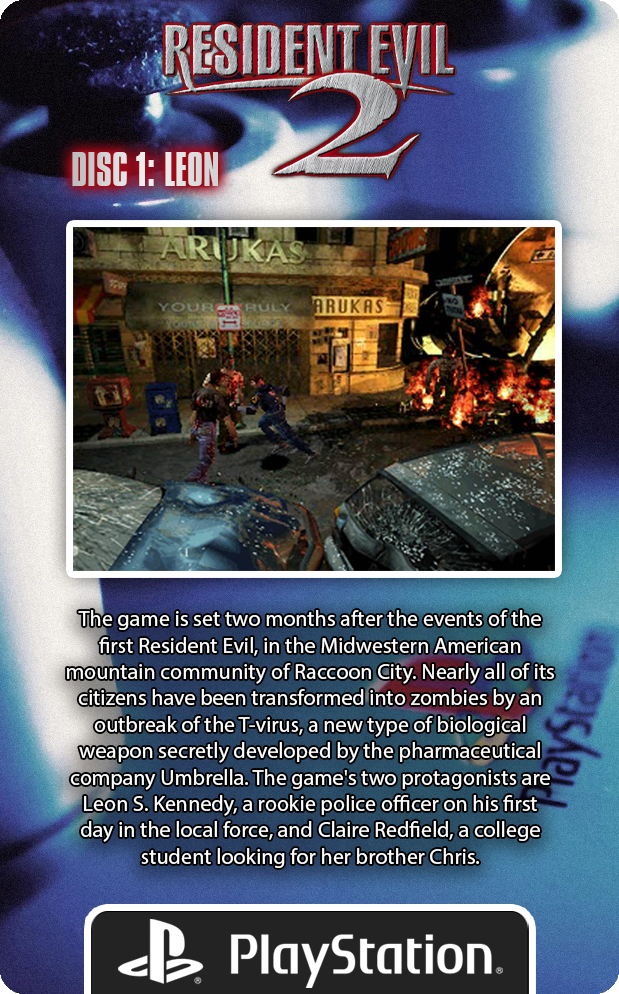 RESIDENT EVIL
2
DISC 1: LEON
ARUKAS
YOURS TRULY
ARUKAS
The game is set two months after the events of the
first Resident Evil, in the Midwestern American
mountain community of Raccoon City. Nearly all of its
citizens have been transformed into zombies by an
outbreak of the T-virus, a new type of biological
weapon secretly developed by the pharmaceutical
company Umbrella. The game's two protagonists are
Leon S. Kennedy, a rookie police officer on his first
day in the local force, and Claire Redfield, a college
student looking for her brother Chris.
PlayStation
PlayStation®